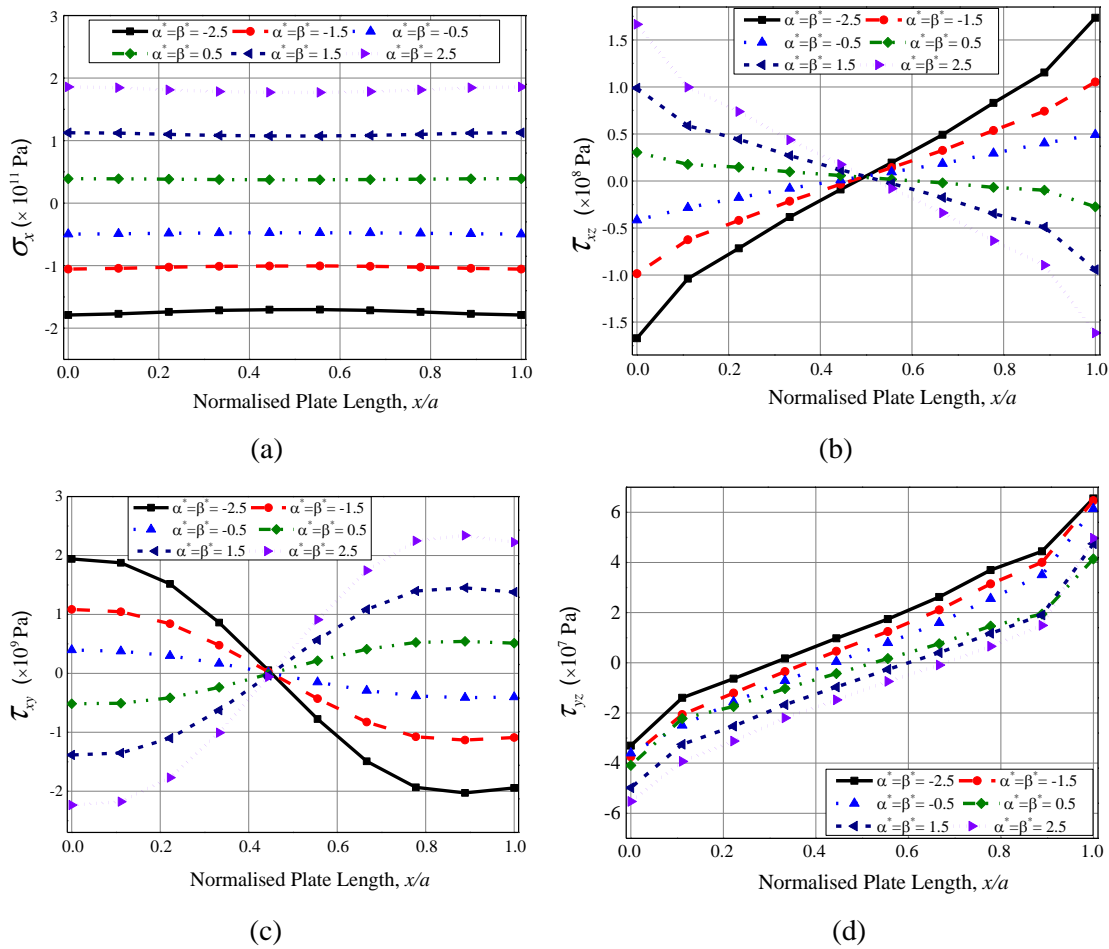 α*=β*= -2.5 α*=β*= -1.5 α*=β*= -0.5
α*=β*= 0.5 α*=β*= 1.5 α*=β*= 2.5
3
2
1
0
-1
-2
σx (× 10^11 Pa)
0.0 0.2 0.4 0.6 0.8 1.0
Normalised Plate Length, x/a
(a)
α*=β*= -2.5 α*=β*= -1.5
α*=β*= -0.5 α*=β*= 0.5
α*=β*= 1.5 α*=β*= 2.5
1.5
1.0
0.5
0.0
-0.5
-1.0
-1.5
τxz (× 10^8 Pa)
0.0 0.2 0.4 0.6 0.8 1.0
Normalised Plate Length, x/a
(b)
α*=β*= -2.5 α*=β*= -1.5
α*=β*= -0.5 α*=β*= 0.5
α*=β*= 1.5 α*=β*= 2.5
3
2
1
0
-1
-2
τxy (× 10^9 Pa)
0.0 0.2 0.4 0.6 0.8 1.0
Normalised Plate Length, x/a
(c)
6
4
2
0
-2
-4
-6
τyz (× 10^7 Pa)
α*=β*= -2.5 α*=β*= -1.5
α*=β*= -0.5 α*=β*= 0.5
α*=β*= 1.5 α*=β*= 2.5
0.0 0.2 0.4 0.6 0.8 1.0
Normalised Plate Length, x/a
(d)